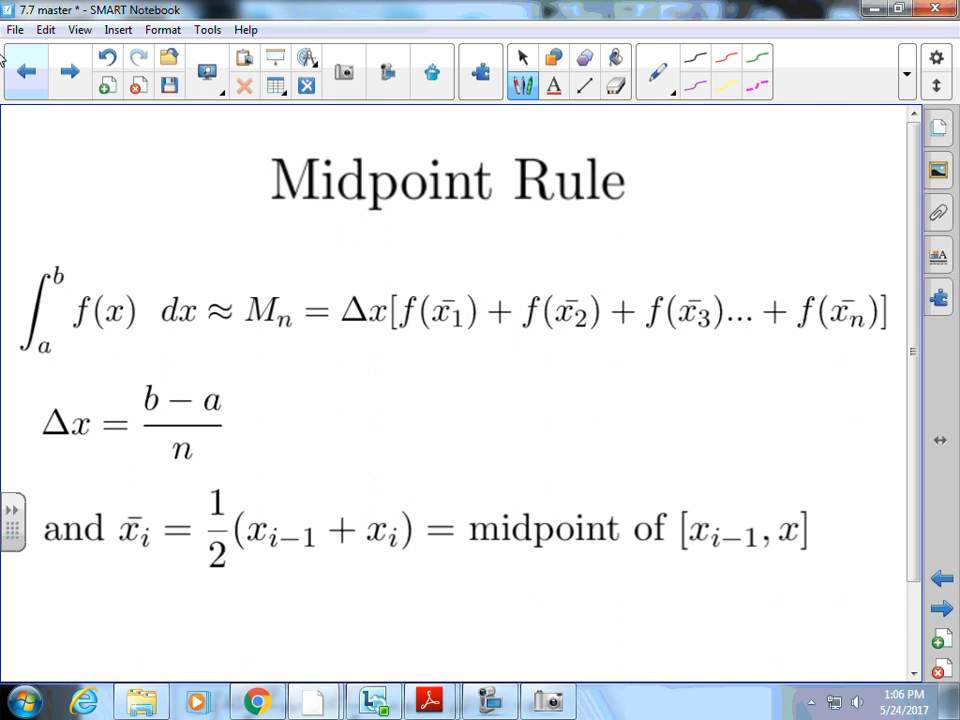 7.7 master * - SMART Notebook
File Edit View Insert Format Tools Help
Midpoint Rule
∫_a^b f(x) dx ≈ M_n = Δx[f(x̄_1) + f(x̄_2) + f(x̄_3)... + f(x̄_n)]
Δx = \frac{b − a}{n}
and x̄_i = \frac{1}{2}(x_{i−1} + x_i) = midpoint of [x_{i−1}, x]
1:06 PM
5/24/2017